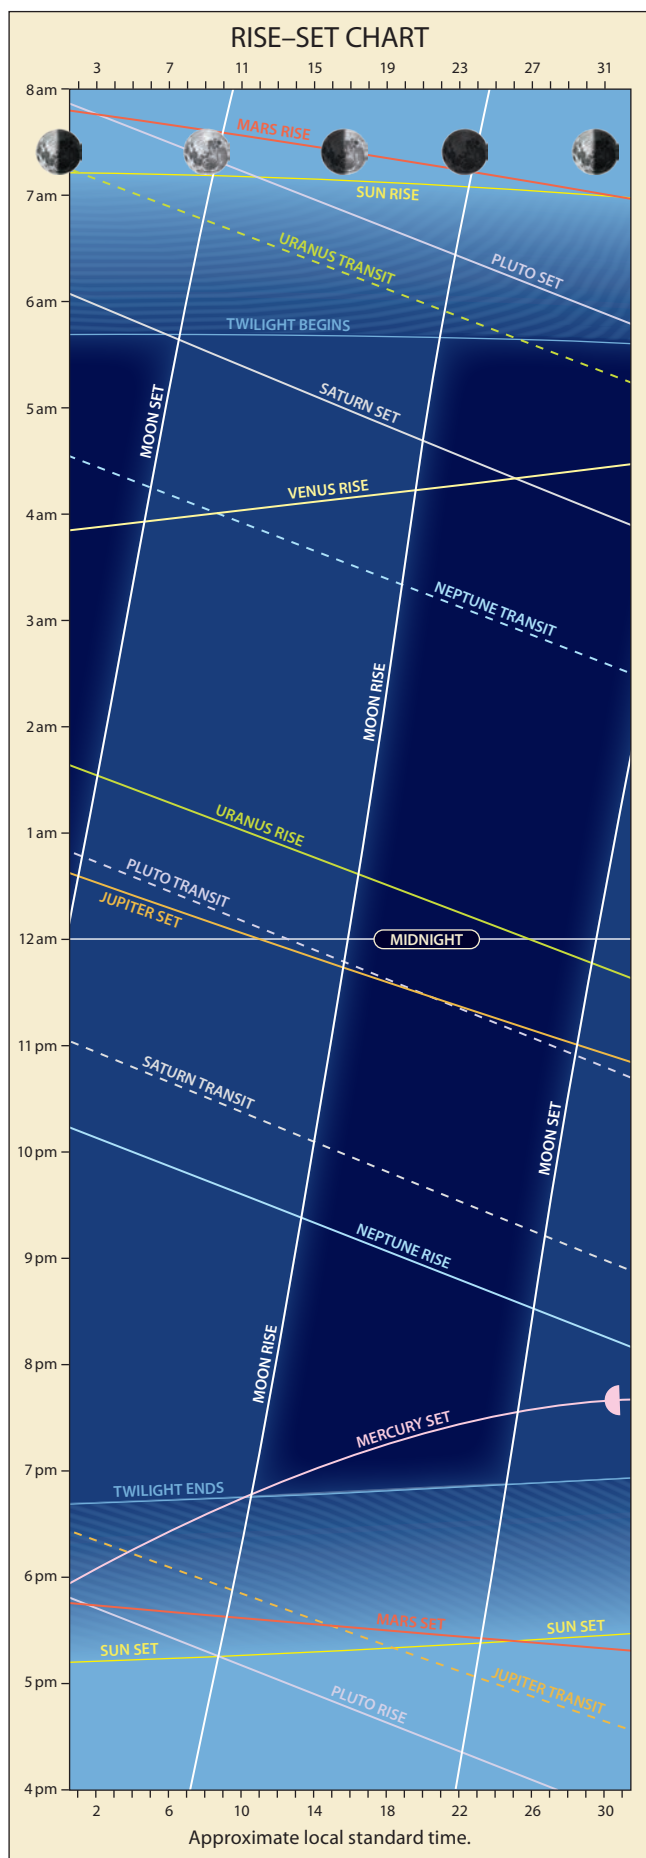 RISE–SET CHART
3 7 11 15 19 23 27 31
8 am
MARS RISE
7 am
SUN RISE
URANUS TRANSIT
PLUTO SET
6 am
TWILIGHT BEGINS
SATURN SET
5 am
MOON SET
VENUS RISE
4 am
NEPTUNE TRANSIT
3 am
MOON RISE
2 am
URANUS RISE
1 am
PLUTO TRANSIT
JUPITER SET
12 am
MIDNIGHT
11 pm
SATURN TRANSIT
MOON SET
10 pm
NEPTUNE RISE
9 pm
MOON RISE
8 pm
MERCURY SET
7 pm
TWILIGHT ENDS
6 pm
MARS SET
SUN SET
SUN SET
5 pm
JUPITER TRANSIT
PLUTO RISE
4 pm
2 6 10 14 18 22 26 30
Approximate local standard time.